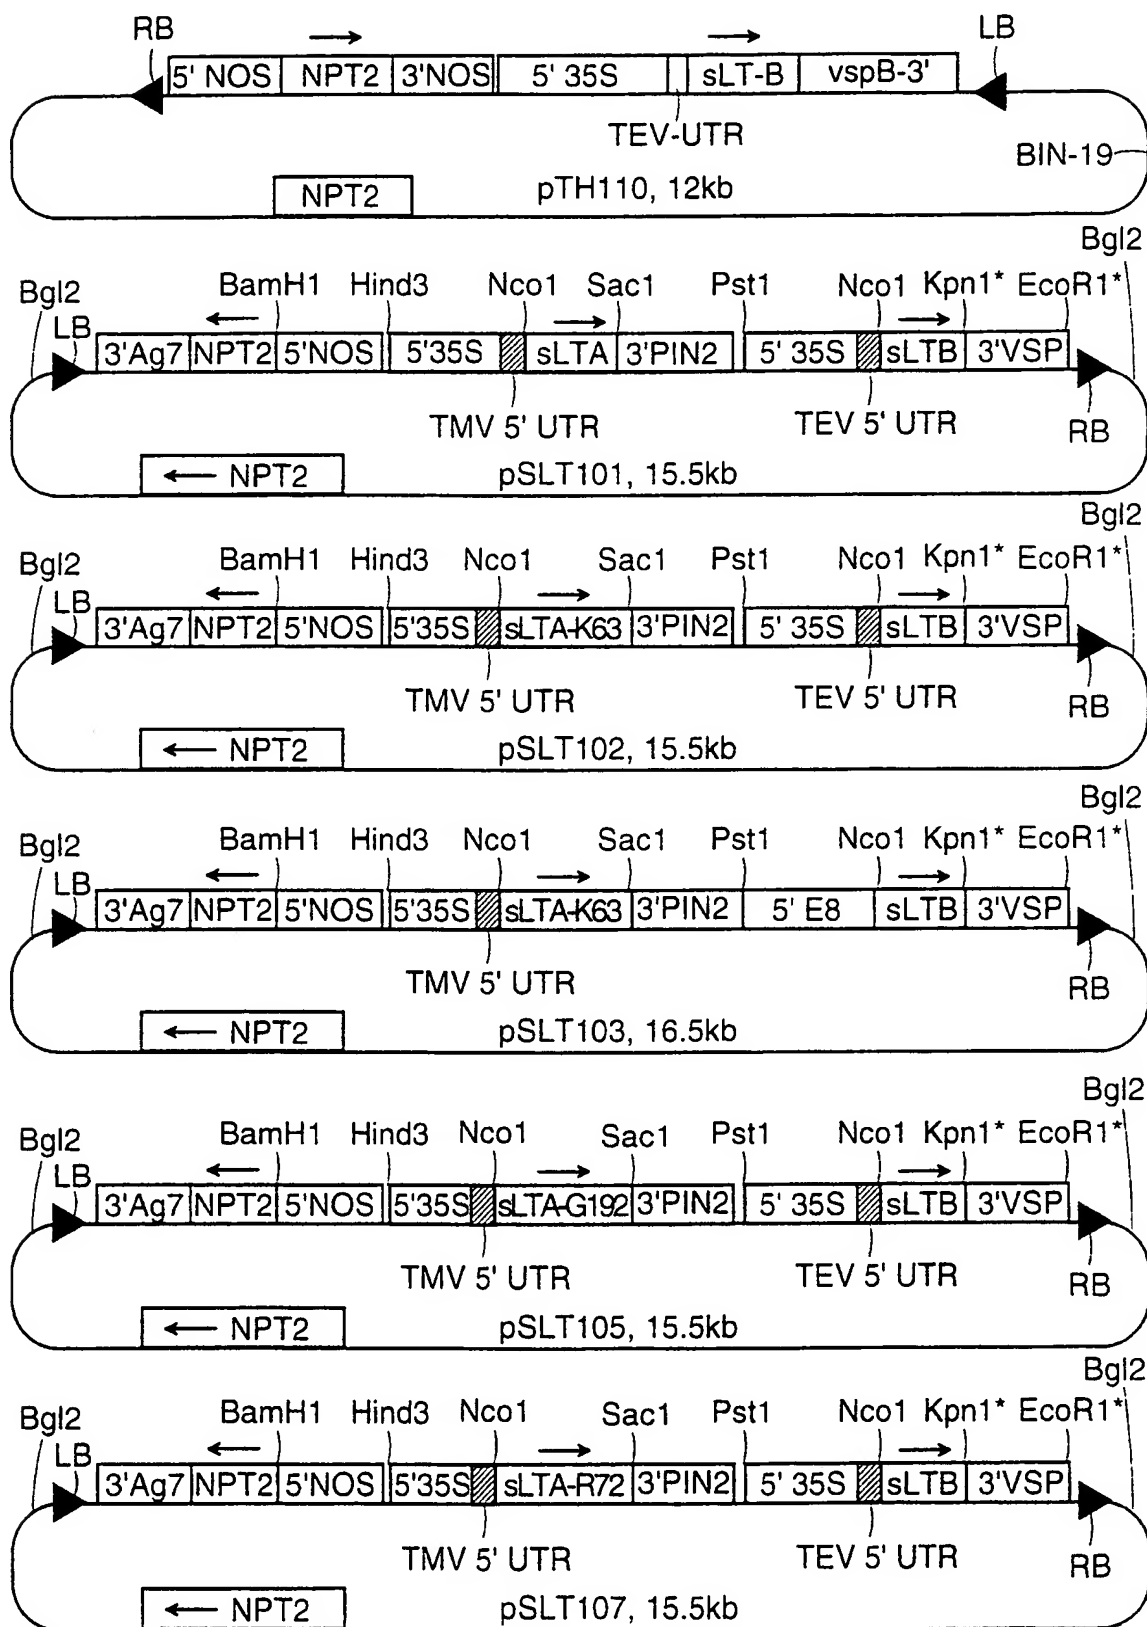 RB LB
5' NOS NPT2 3'NOS 5' 35S sLT-B vspB-3'
TEV-UTR
BIN-19
NPT2 pTH110, 12kb
Bgl2
Bgl2 BamH1 Hind3 Nco1 Sac1 Pst1 Nco1 Kpn1* EcoR1*
LB
3'Ag7 NPT2 5'NOS 5'35S sLTA 3'PIN2 5' 35S sLTB 3'VSP
TMV 5' UTR TEV 5' UTR RB
NPT2 pSLT101, 15.5kb
Bgl2
Bgl2 BamH1 Hind3 Nco1 Sac1 Pst1 Nco1 Kpn1* EcoR1*
LB
3'Ag7 NPT2 5'NOS 5'35S sLTA-K63 3'PIN2 5' 35S sLTB 3'VSP
TMV 5' UTR TEV 5' UTR RB
NPT2 pSLT102, 15.5kb
Bgl2
Bgl2 BamH1 Hind3 Nco1 Sac1 Pst1 Nco1 Kpn1* EcoR1*
LB
3'Ag7 NPT2 5'NOS 5'35S sLTA-K63 3'PIN2 5' E8 sLTB 3'VSP
TMV 5' UTR RB
NPT2 pSLT103, 16.5kb
Bgl2
Bgl2 BamH1 Hind3 Nco1 Sac1 Pst1 Nco1 Kpn1* EcoR1*
LB
3'Ag7 NPT2 5'NOS 5'35S sLTA-G192 3'PIN2 5' 35S sLTB 3'VSP
TMV 5' UTR TEV 5' UTR RB
NPT2 pSLT105, 15.5kb
Bgl2
Bgl2 BamH1 Hind3 Nco1 Sac1 Pst1 Nco1 Kpn1* EcoR1*
LB
3'Ag7 NPT2 5'NOS 5'35S sLTA-R72 3'PIN2 5' 35S sLTB 3'VSP
TMV 5' UTR TEV 5' UTR RB
NPT2 pSLT107, 15.5kb